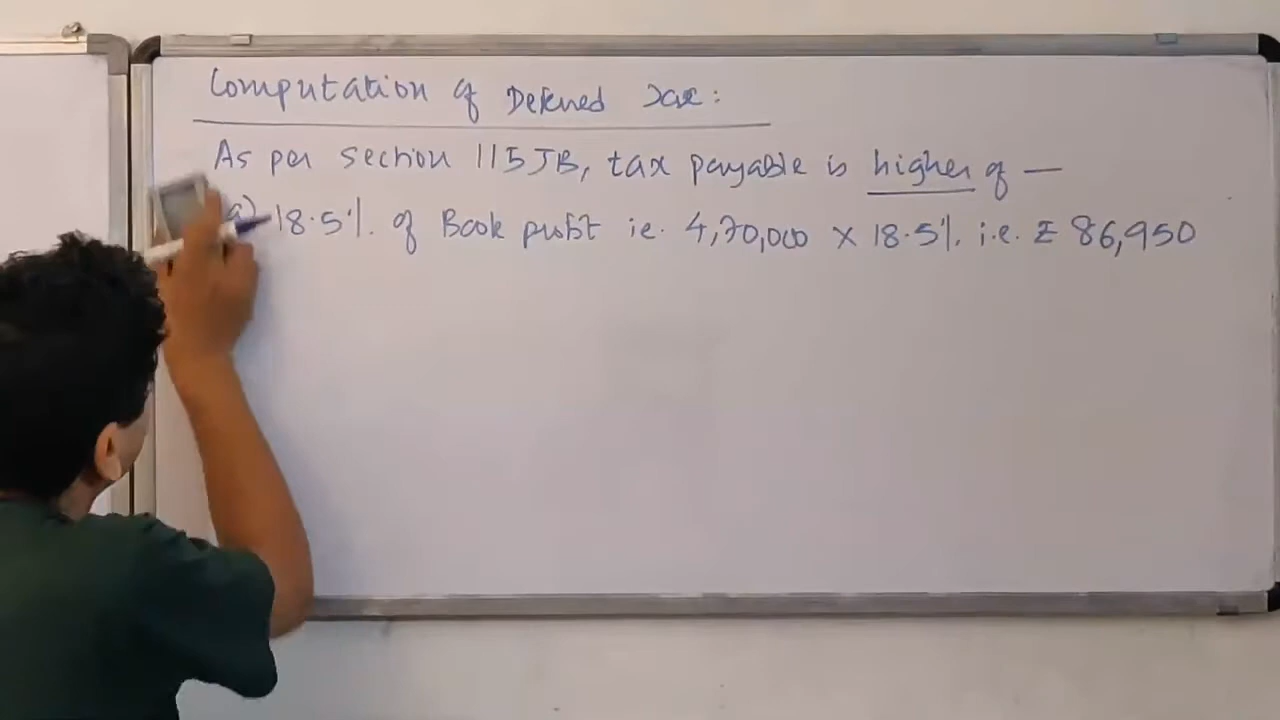 Computation of Deferred Tax:
As per section 115JB, tax payable is higher of —
a) 18.5% of Book profit i.e. 4,70,000 x 18.5% i.e. ₹ 86,950